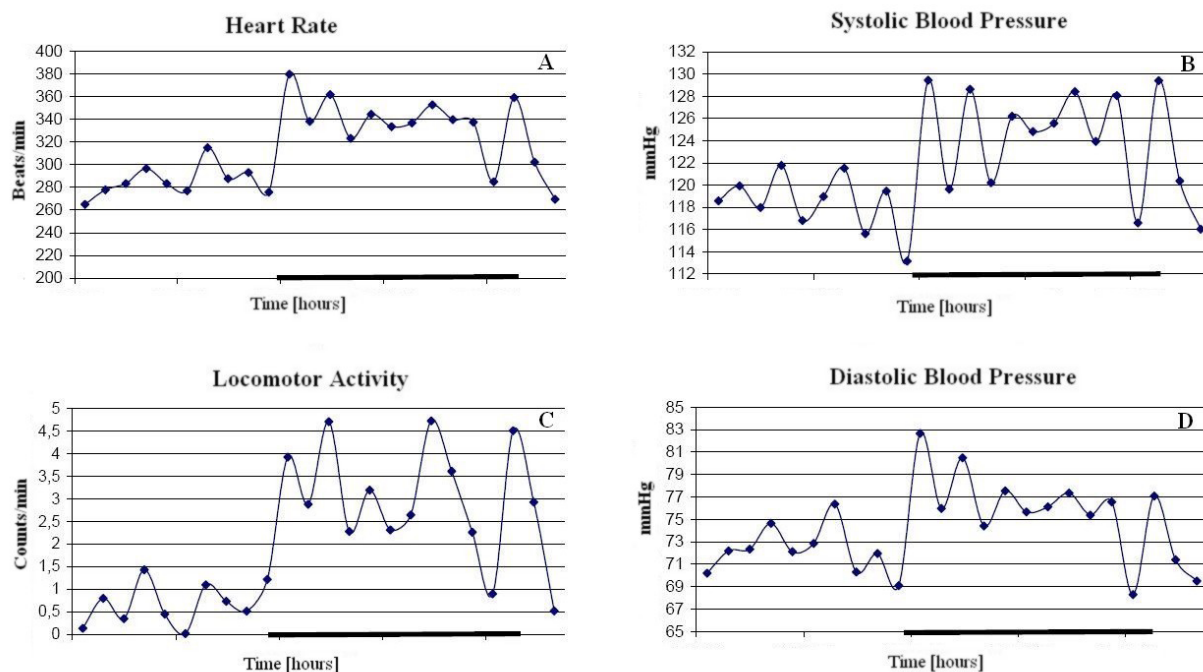 Heart Rate
A
Beats/min
400
380
360
340
320
300
280
260
240
220
200
Time [hours]
Systolic Blood Pressure
B
mmHg
132
130
128
126
124
122
120
118
116
114
112
Time [hours]
Locomotor Activity
C
Counts/min
5
4,5
4
3,5
3
2,5
2
1,5
1
0,5
0
Time [hours]
Diastolic Blood Pressure
D
mmHg
85
83
81
79
77
75
73
71
69
67
65
Time [hours]